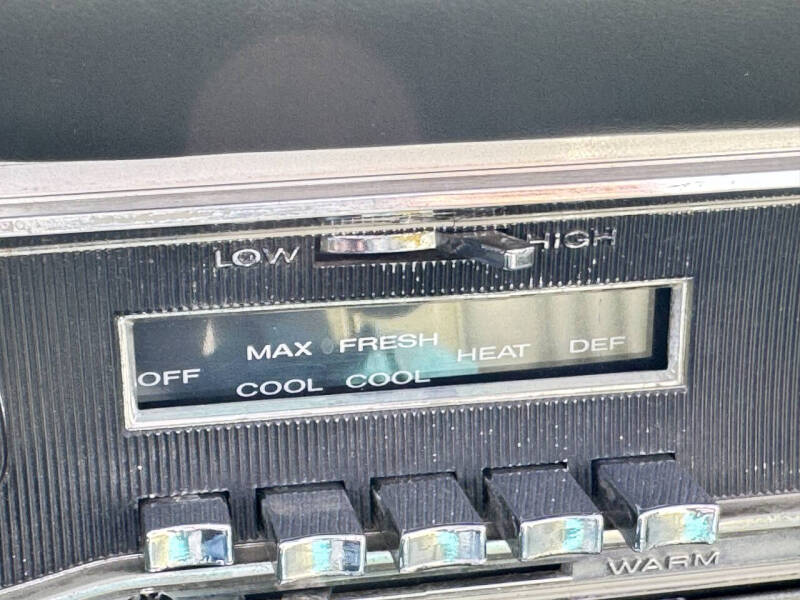 LOW HIGH
OFF MAX COOL FRESH COOL HEAT DEF
WARM